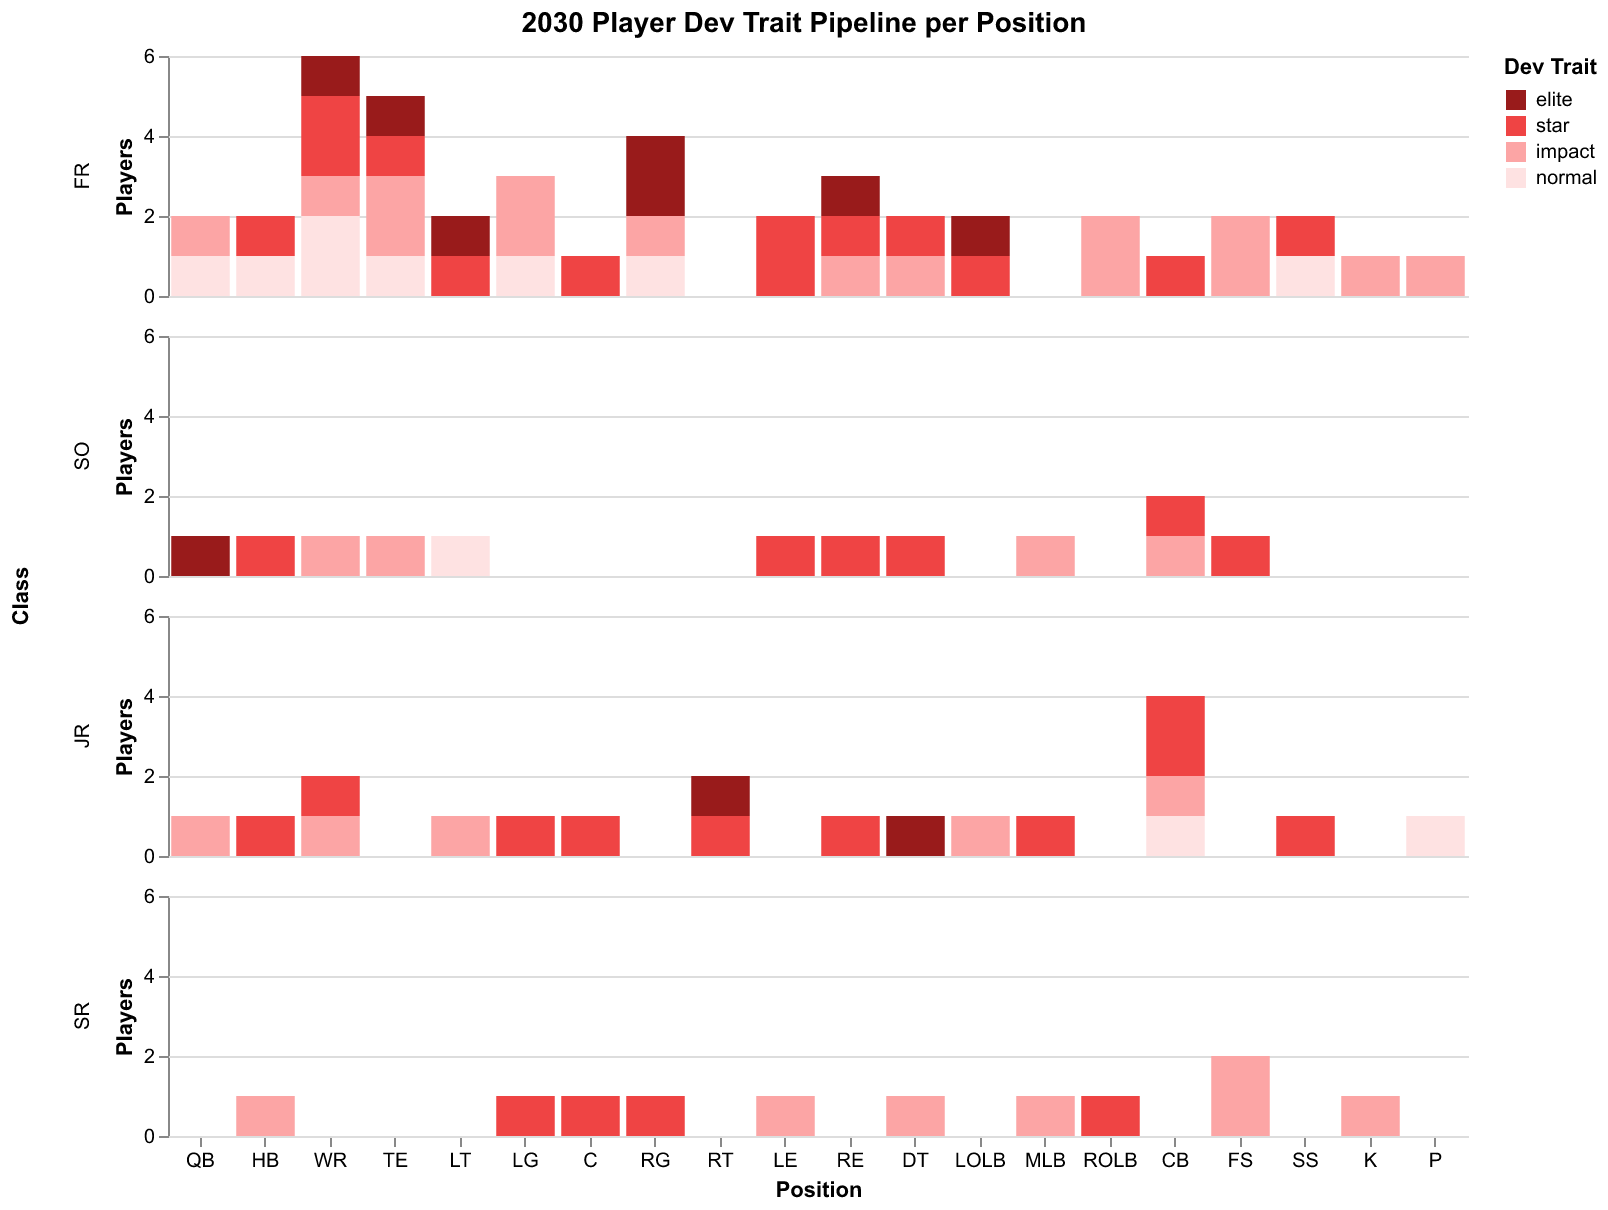 2030 Player Dev Trait Pipeline per Position
Dev Trait
elite
star
impact
normal
Class
FR
Players
6
4
2
0
SO
Players
6
4
2
0
JR
Players
6
4
2
0
SR
Players
6
4
2
0
QB HB WR TE LT LG C RG RT LE RE DT LOLB MLB ROLB CB FS SS K P
Position